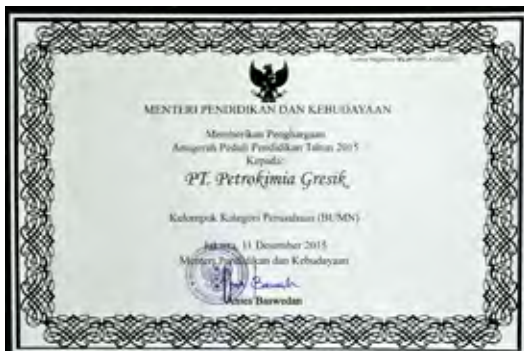 MENTERI PENDIDIKAN DAN KEBUDAYAAN
Memberikan Penghargaan
Anugerah Peduli Pendidikan Tahun 2015
Kepada:
PT. Petrokimia Gresik
Kelompok Kategori Perusahaan (BUMN)
Jakarta, 11 Desember 2015
Menteri Pendidikan dan Kebudayaan
Anies Baswedan